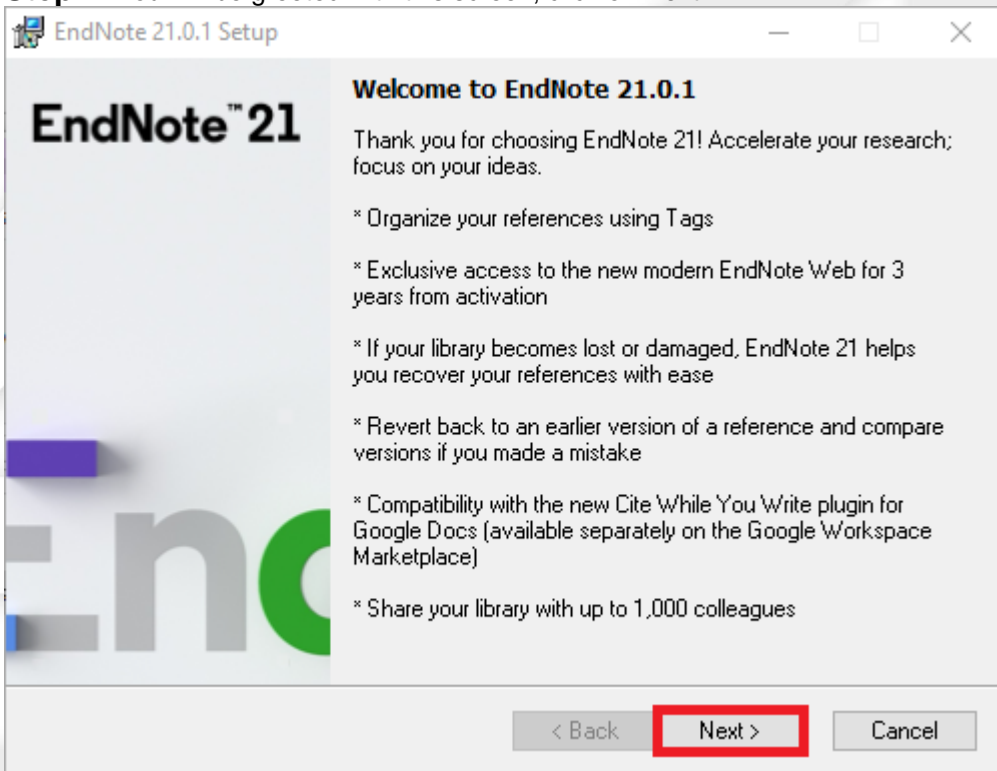 EndNote 21.0.1 Setup
EndNote™21
Welcome to EndNote 21.0.1
Thank you for choosing EndNote 21! Accelerate your research;
focus on your ideas.
* Organize your references using Tags
* Exclusive access to the new modern EndNote Web for 3
years from activation
* If your library becomes lost or damaged, EndNote 21 helps
you recover your references with ease
* Revert back to an earlier version of a reference and compare
versions if you made a mistake
* Compatibility with the new Cite While You Write plugin for
Google Docs (available separately on the Google Workspace
Marketplace)
* Share your library with up to 1,000 colleagues
En
< Back Next > Cancel